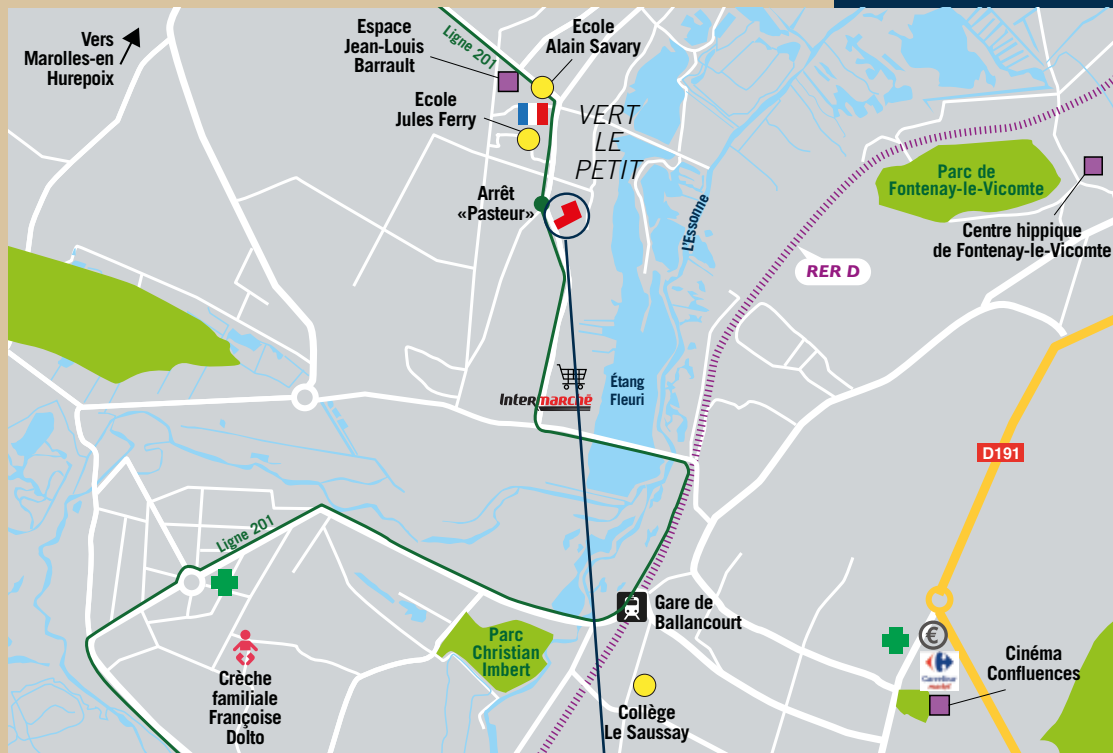 Vers
Marolles-en
Hurepoix
Espace
Jean-Louis
Barrault
Ligne 201
Ecole
Alain Savary
Ecole
Jules Ferry
VERT
LE
PETIT
Arrêt
«Pasteur»
L'Essonne
Parc de
Fontenay-le-Vicomte
Centre hippique
de Fontenay-le-Vicomte
RER D
Intermarché
Étang
Fleuri
D191
Ligne 201
Gare de
Ballancourt
Parc
Christian
Imbert
Crèche
familiale
Françoise
Dolto
Collège
Le Saussay
€
Carrefour
market
Cinéma
Confluences